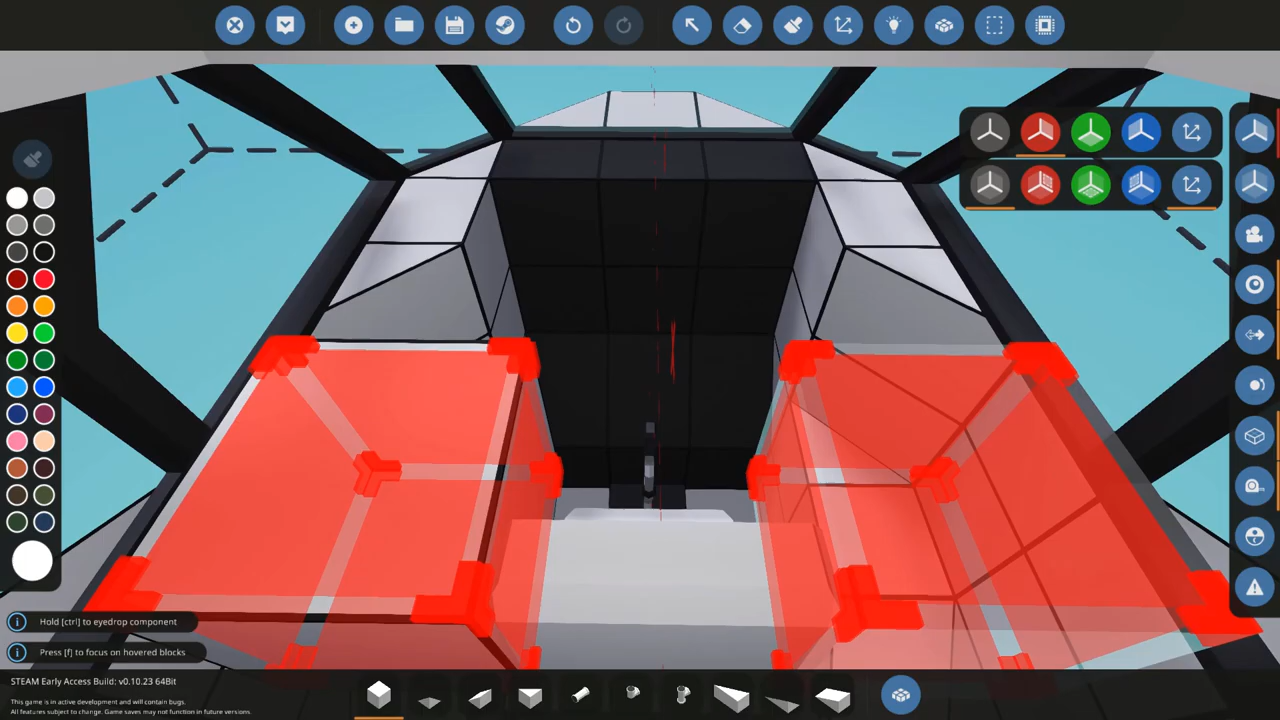 Hold [ctrl] to eyedrop component
Press [f] to focus on hovered blocks
STEAM Early Access Build: v0.10.23 64Bit
This game is in active development and will contain bugs.
All features subject to change. Game saves may not function in future versions.